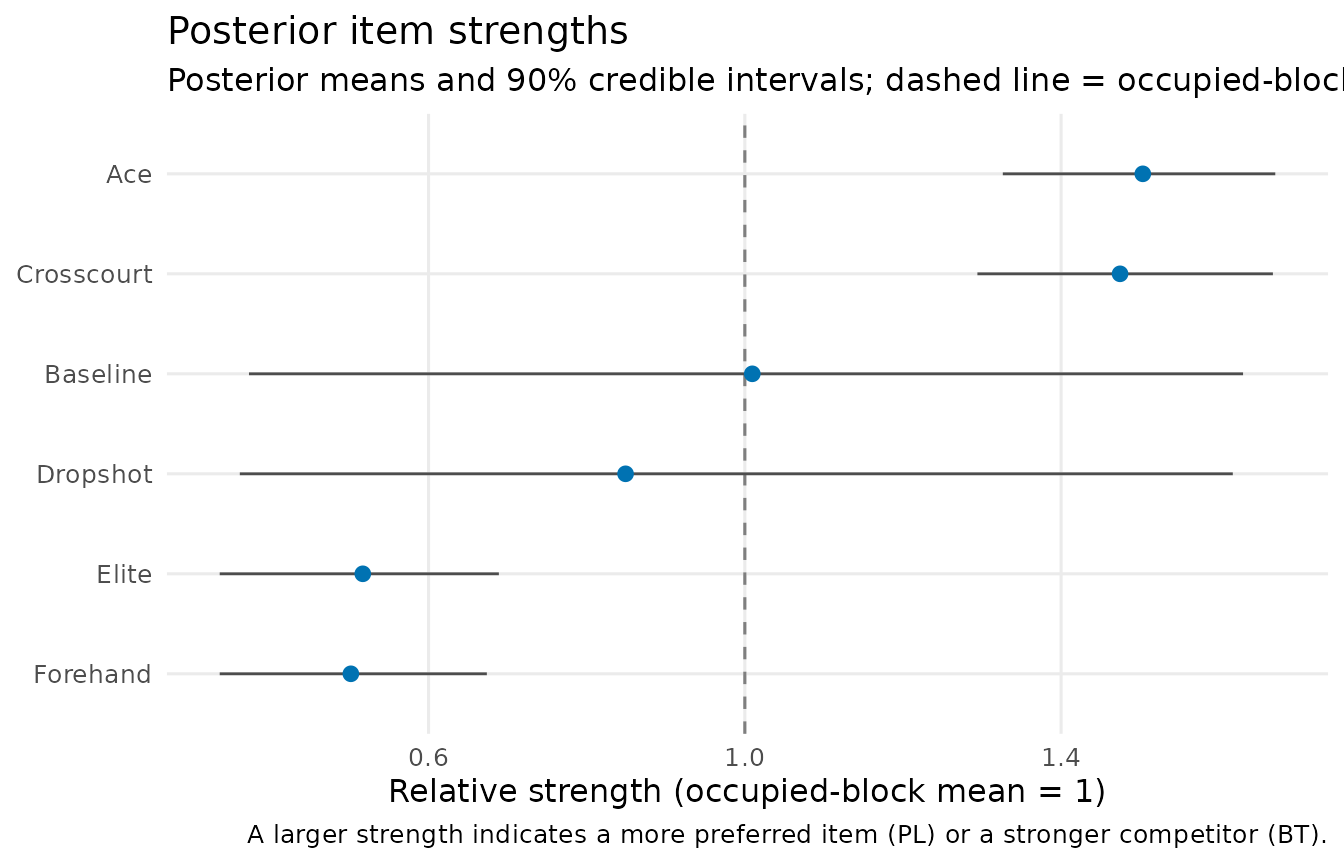 Posterior item strengths
Posterior means and 90% credible intervals; dashed line = occupied-block
Ace
Crosscourt
Baseline
Dropshot
Elite
Forehand
0.6 1.0 1.4
Relative strength (occupied-block mean = 1)
A larger strength indicates a more preferred item (PL) or a stronger competitor (BT).